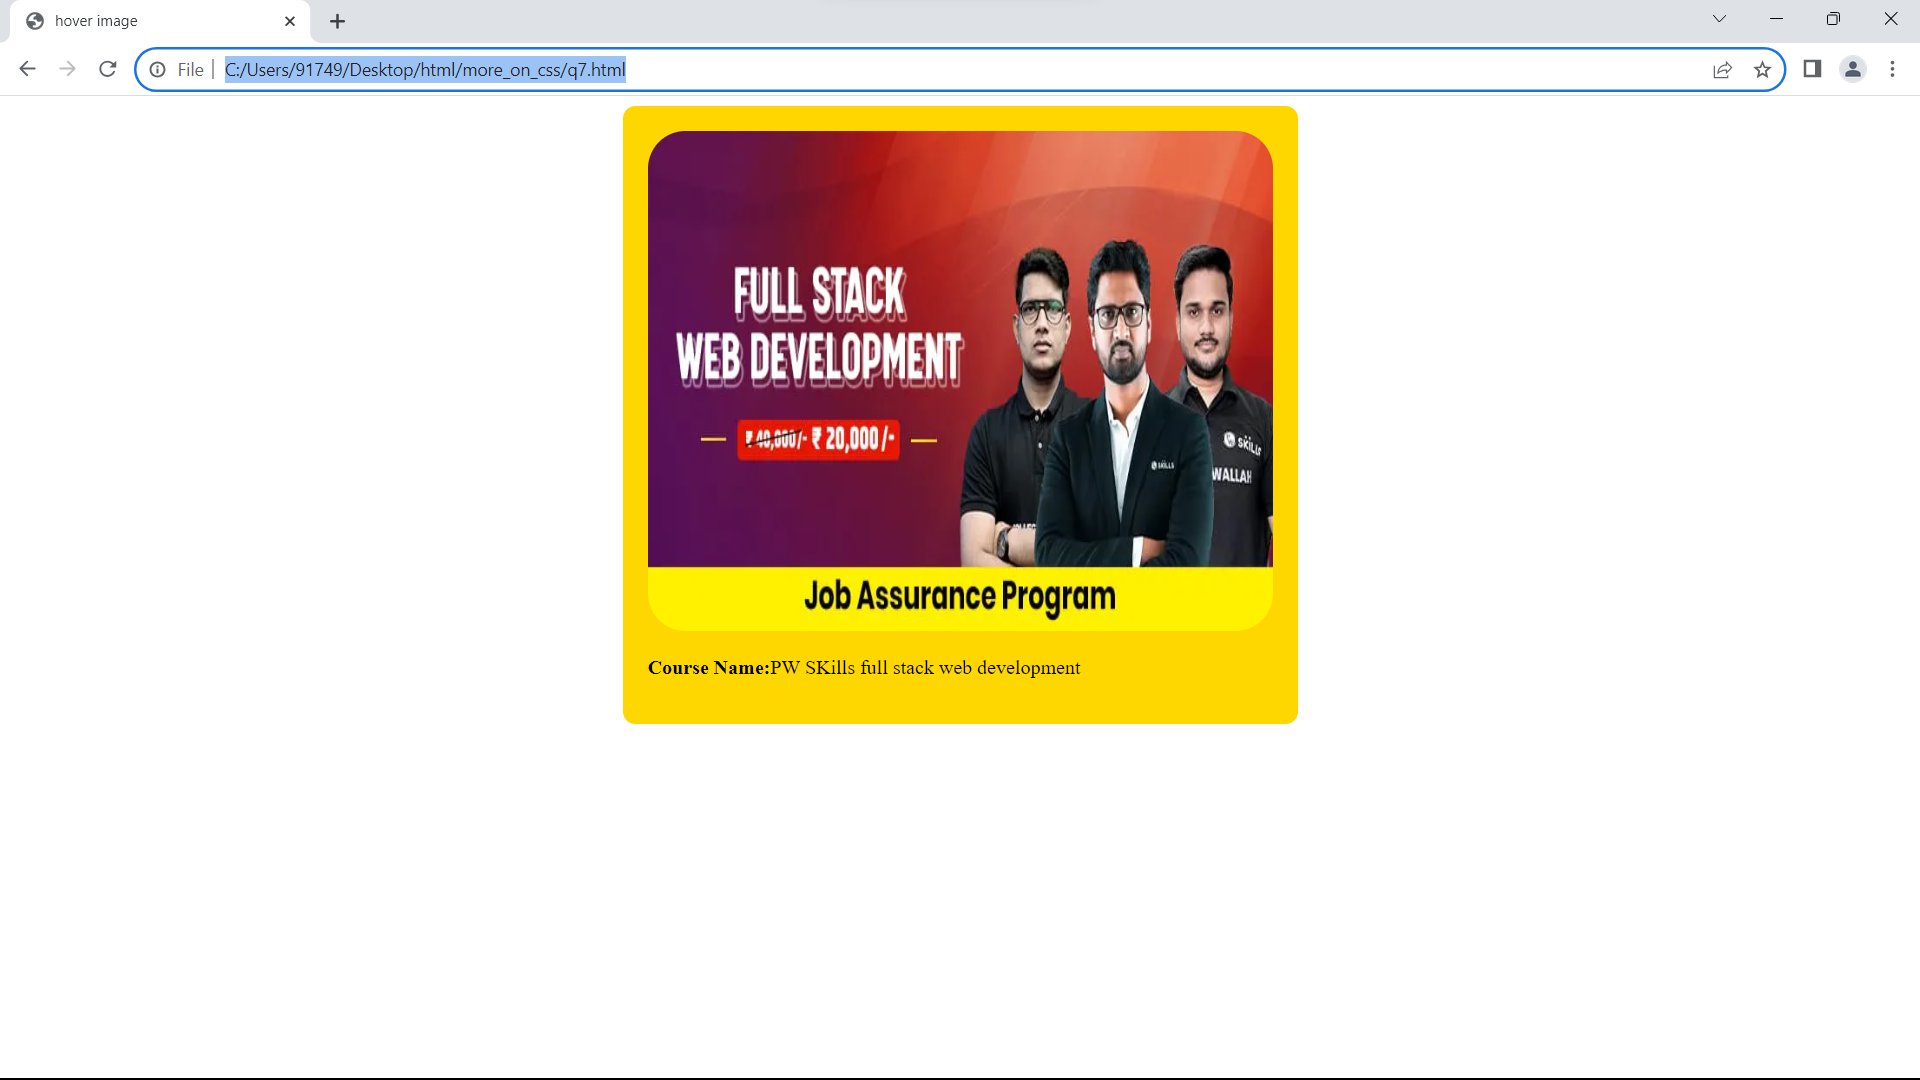 hover image
File
C:/Users/91749/Desktop/html/more_on_css/q7.html
FULL STACK
WEB DEVELOPMENT
₹ 40,000/- ₹ 20,000/-
SKILLS
SKILLS
WALLAH
Job Assurance Program
Course Name:PW SKills full stack web development